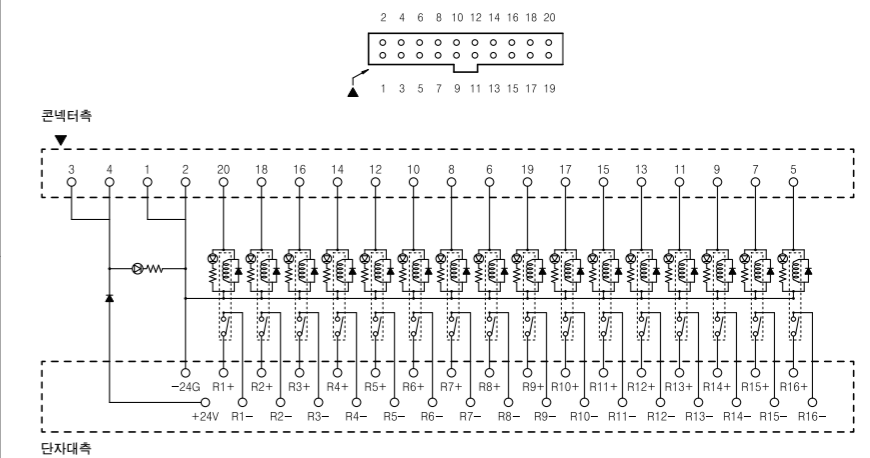 2 4 6 8 10 12 14 16 18 20
1 3 5 7 9 11 13 15 17 19
콘넥터측
3 4 1 2 20 18 16 14 12 10 8 6 19 17 15 13 11 9 7 5
-24G R1+ R2+ R3+ R4+ R5+ R6+ R7+ R8+ R9+ R10+ R11+ R12+ R13+ R14+ R15+ R16+
+24V R1- R2- R3- R4- R5- R6- R7- R8- R9- R10- R11- R12- R13- R14- R15- R16-
단자대측